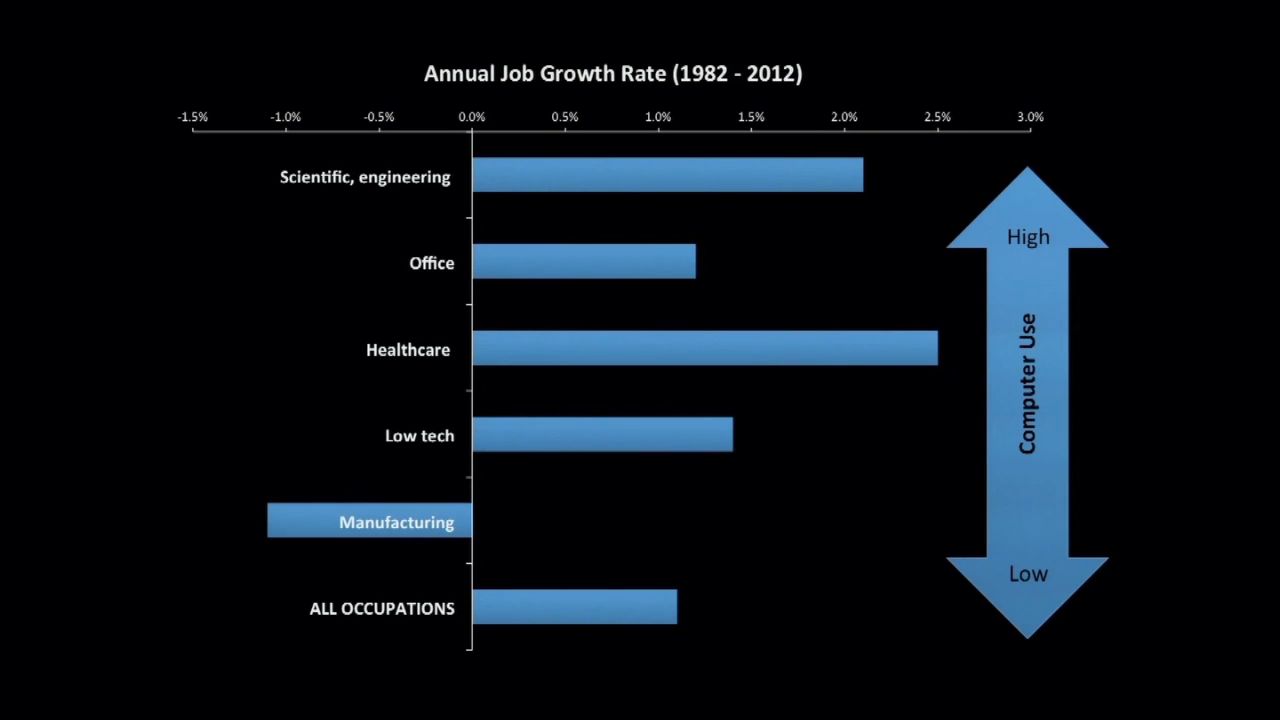 Annual Job Growth Rate (1982 - 2012)
-1.5% -1.0% -0.5% 0.0% 0.5% 1.0% 1.5% 2.0% 2.5% 3.0%
Scientific, engineering
High
Office
Healthcare
Computer Use
Low tech
Manufacturing
Low
ALL OCCUPATIONS